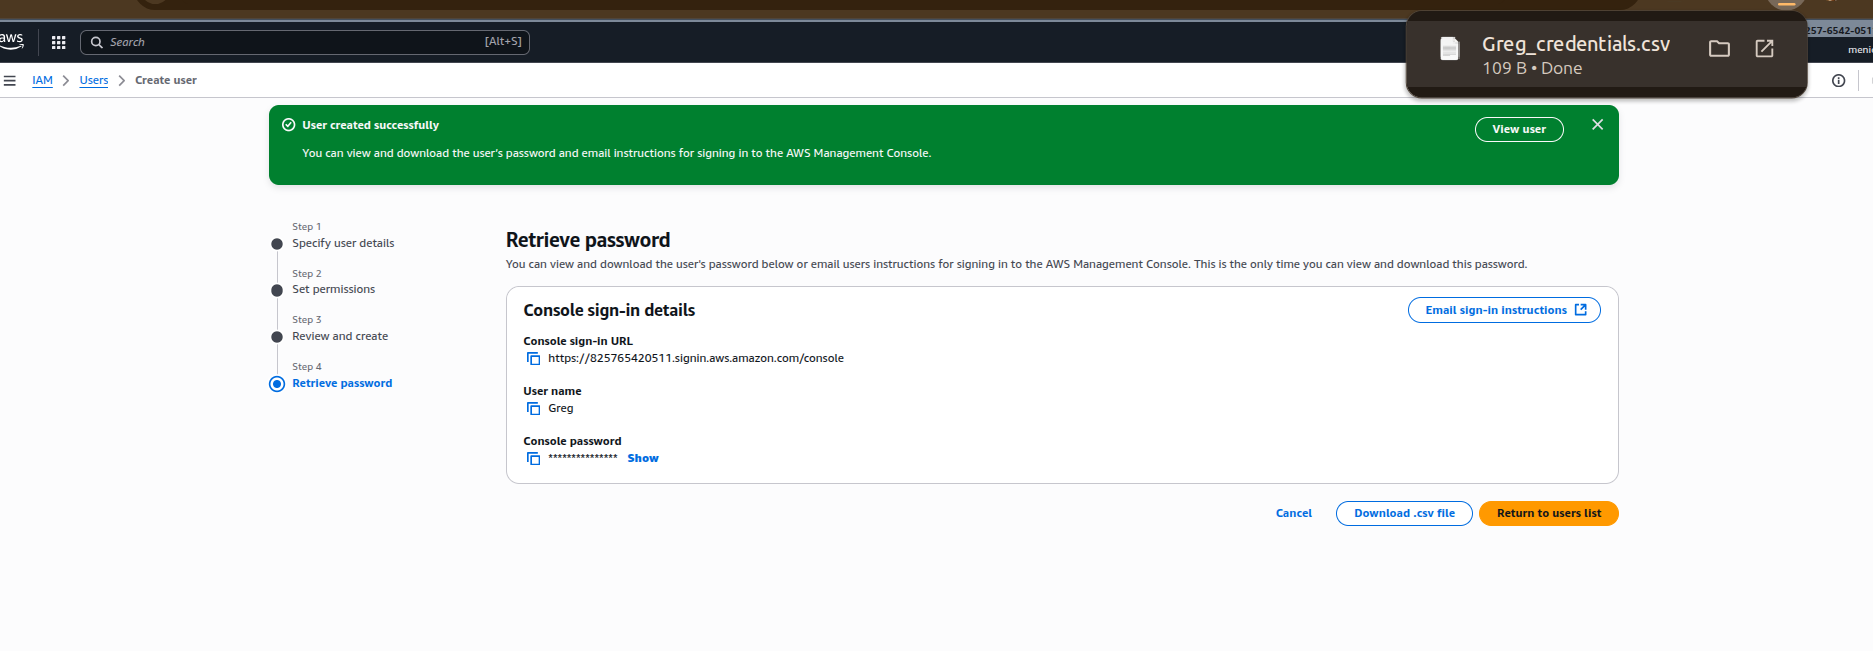 aws
Search
[Alt+S]
Greg_credentials.csv
109 B • Done
257-6542-051
IAM
Users
Create user
User created successfully
You can view and download the user's password and email instructions for signing in to the AWS Management Console.
View user
Step 1
Specify user details
Step 2
Set permissions
Step 3
Review and create
Step 4
Retrieve password
Retrieve password
You can view and download the user's password below or email users instructions for signing in to the AWS Management Console. This is the only time you can view and download this password.
Console sign-in details
Email sign-in instructions
Console sign-in URL
https://825765420511.signin.aws.amazon.com/console
User name
Greg
Console password
*************** Show
Cancel
Download .csv file
Return to users list